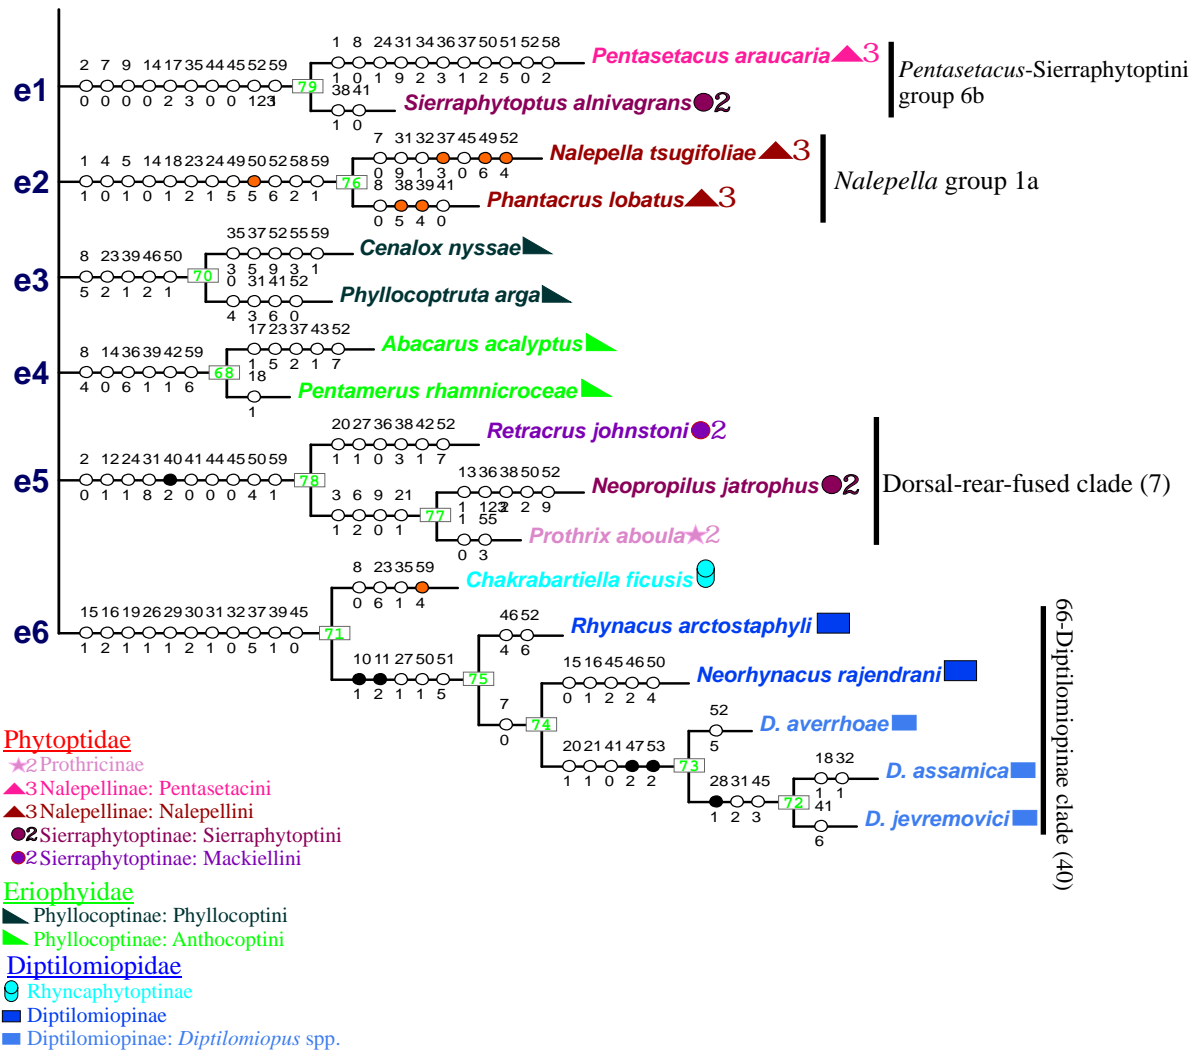 1 8 24 31 34 36 37 50 51 52 58
Pentasetacus araucaria 3
2 7 9 14 17 35 44 45 52 59
1 0 1 9 2 3 1 2 5 0 2
e1
79
Pentasetacus-Sierraphytoptini
group 6b
0 0 0 0 2 3 0 0 123 1
38 41
Sierraphytoptus alnivagrans 2
1 0
7 31 32 37 45 49 52
Nalepella tsugifoliae 3
1 4 5 14 18 23 24 49 50 52 58 59
0 9 1 3 0 6 4
e2
76
Nalepella group 1a
1 0 1 0 1 2 1 5 5 6 2 1
8 38 39 41
Phantacrus lobatus 3
0 5 4 0
35 37 52 55 59
Cenalox nyssae
8 23 39 46 50
3 5 9 3 1
e3
70
5 2 1 2 1
0 31 41 52
Phyllocoptruta arga
4 3 6 0
17 23 37 43 52
Abacarus acalyptus
8 14 36 39 42 59
1 5 2 1 7
e4
68
4 0 6 1 1 6
18
Pentamerus rhamnicroceae
1
20 27 36 38 42 52
Retracrus johnstoni 2
2 12 24 31 40 41 44 45 50 59
1 1 0 3 1 7
e5
78
0 1 1 8 2 0 0 0 4 1
13 36 38 50 52
Neopropilus jatrophus 2
Dorsal-rear-fused clade (7)
3 6 9 21
1 123 2 2 9
77
1 2 0 1
1 55
Prothrix aboula 2
0 3
8 23 35 59
Chakrabartiella ficusis
0 6 1 4
15 16 19 26 29 30 31 32 37 39 45
e6
71
1 2 1 1 1 2 1 0 5 1 0
46 52
Rhynacus arctostaphyli
4 6
10 11 27 50 51
75
1 2 1 1 5
15 16 45 46 50
Neorhynacus rajendrani
0 1 2 2 4
7
74
0
52
D. averrhoae
5
20 21 41 47 53
73
1 1 0 2 2
18 32
D. assamica
1 1
28 31 45
72
1 2 3
41
D. jevremovici
6
66-Diptilomiopinae clade (40)
Phytoptidae
2 Prothricinae
3 Nalepellinae: Pentasetacini
3 Nalepellinae: Nalepellini
2 Sierraphytoptinae: Sierraphytoptini
2 Sierraphytoptinae: Mackiellini
Eriophyidae
Phyllocoptinae: Phyllocoptini
Phyllocoptinae: Anthocoptini
Diptilomiopidae
Rhyncaphytoptinae
Diptilomiopinae
Diptilomiopinae: Diptilomiopus spp.